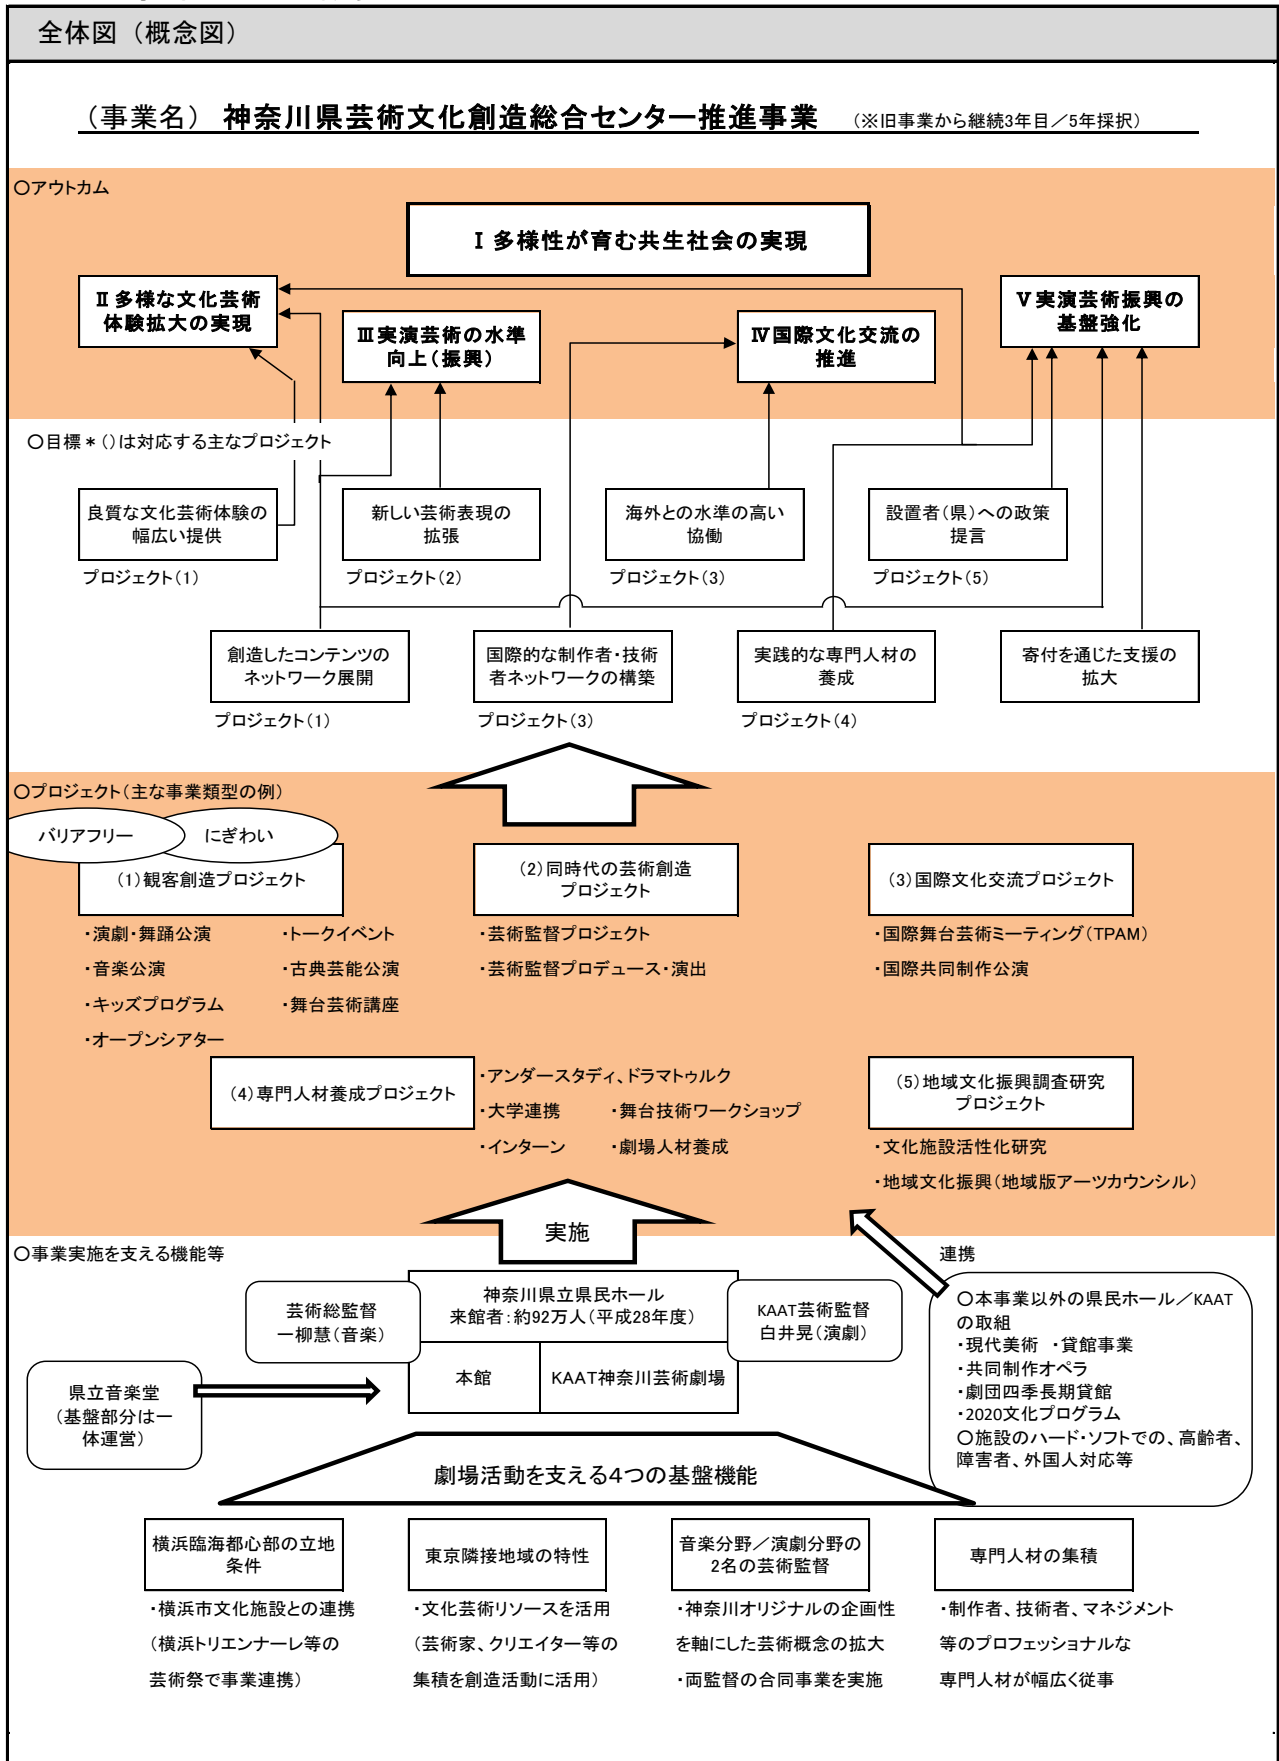 全体図（概念図）
（事業名） 神奈川県芸術文化創造総合センター推進事業 （※旧事業から継続3年目／5年採択）
〇アウトカム
Ⅰ 多様性が育む共生社会の実現
Ⅱ 多様な文化芸術
体験拡大の実現
Ⅲ 実演芸術の水準
向上（振興）
Ⅳ 国際文化交流の
推進
Ⅴ 実演芸術振興の
基盤強化
〇目標＊（）は対応する主なプロジェクト
良質な文化芸術体験の
幅広い提供
プロジェクト（1）
新しい芸術表現の
拡張
プロジェクト（2）
海外との水準の高い
協働
プロジェクト（3）
設置者（県）への政策
提言
プロジェクト（5）
創造したコンテンツの
ネットワーク展開
プロジェクト（1）
国際的な制作者・技術
者ネットワークの構築
プロジェクト（3）
実践的な専門人材の
養成
プロジェクト（4）
寄付を通じた支援の
拡大
〇プロジェクト（主な事業類型の例）
バリアフリー
にぎわい
（1）観客創造プロジェクト
・演劇・舞踊公演 ・トークイベント
・音楽公演 ・古典芸能公演
・キッズプログラム ・舞台芸術講座
・オープンシアター
（2）同時代の芸術創造
プロジェクト
・芸術監督プロジェクト
・芸術監督プロデュース・演出
（3）国際文化交流プロジェクト
・国際舞台芸術ミーティング（TPAM）
・国際共同制作公演
（4）専門人材養成プロジェクト
・アンダースタディ、ドラマトゥルク
・大学連携 ・舞台技術ワークショップ
・インターン ・劇場人材養成
（5）地域文化振興調査研究
プロジェクト
・文化施設活性化研究
・地域文化振興（地域版アーツカウンシル）
実施
〇事業実施を支える機能等
連携
芸術総監督
一柳慧（音楽）
神奈川県立県民ホール
来館者：約92万人（平成28年度）
本館
KAAT神奈川芸術劇場
KAAT芸術監督
白井晃（演劇）
県立音楽堂
（基盤部分は一
体運営）
〇本事業以外の県民ホール／KAAT
の取組
・現代美術 ・貸館事業
・共同制作オペラ
・劇団四季長期貸館
・2020文化プログラム
〇施設のハード・ソフトでの、高齢者、
障害者、外国人対応等
劇場活動を支える4つの基盤機能
横浜臨海都心部の立地
条件
・横浜市文化施設との連携
（横浜トリエンナーレ等の
芸術祭で事業連携）
東京隣接地域の特性
・文化芸術リソースを活用
（芸術家、クリエイター等の
集積を創造活動に活用）
音楽分野／演劇分野の
2名の芸術監督
・神奈川オリジナルの企画性
を軸にした芸術概念の拡大
・両監督の合同事業を実施
専門人材の集積
・制作者、技術者、マネジメント
等のプロフェッショナルな
専門人材が幅広く従事